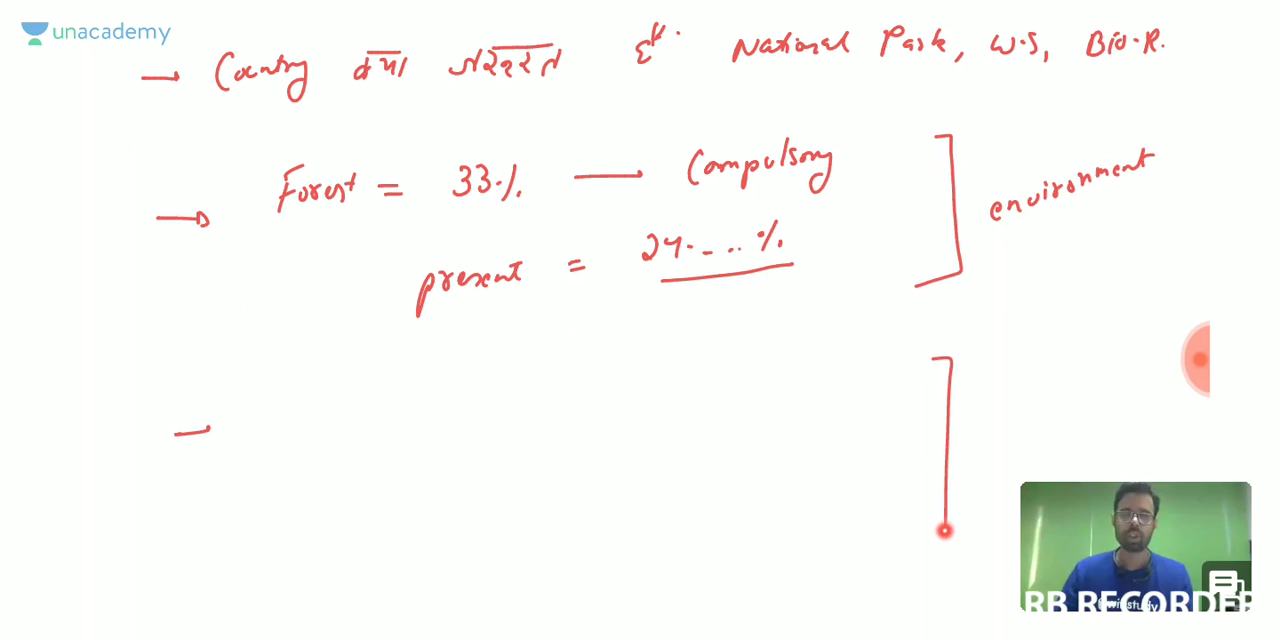 unacademy
→ Country National Park, W.S, Bio.R.
→ Forest = 33% — Compulsory
present = 24. _ .. %
environment
RB RECORDER